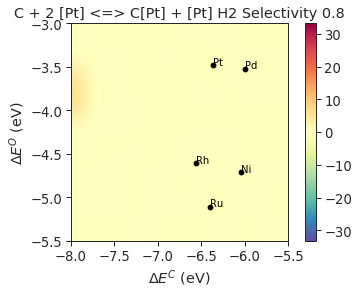 C + 2 [Pt] <=> C[Pt] + [Pt] H2 Selectivity 0.8
−3.0
−3.5
−4.0
−4.5
−5.0
−5.5
ΔE^O (eV)
Pt
Pd
Rh
Ni
Ru
−8.0 −7.5 −7.0 −6.5 −6.0 −5.5
ΔE^C (eV)
30
20
10
0
−10
−20
−30